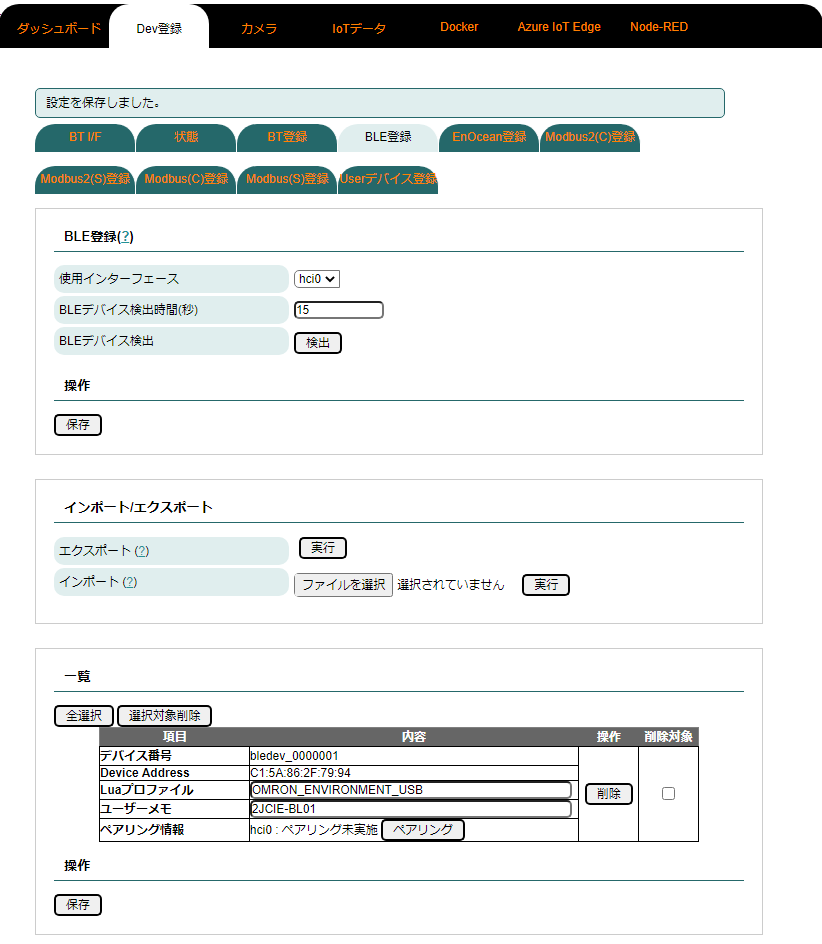 ダッシュボード Dev登録 カメラ IoTデータ Docker Azure IoT Edge Node-RED
設定を保存しました。
BT I/F 状態 BT登録 BLE登録 EnOcean登録 Modbus2(C)登録
Modbus2(S)登録 Modbus(C)登録 Modbus(S)登録 Userデバイス登録
BLE登録(?)
使用インターフェース hci0
BLEデバイス検出時間(秒) 15
BLEデバイス検出 検出
操作
保存
インポート/エクスポート
エクスポート (?) 実行
インポート (?) ファイルを選択 選択されていません 実行
一覧
全選択 選択対象削除
項目 内容 操作 削除対象
デバイス番号 bledev_0000001
Device Address C1:5A:86:2F:79:94
Luaプロファイル OMRON_ENVIRONMENT_USB 削除
ユーザーメモ 2JCIE-BL01
ペアリング情報 hci0 : ペアリング未実施 ペアリング
操作
保存